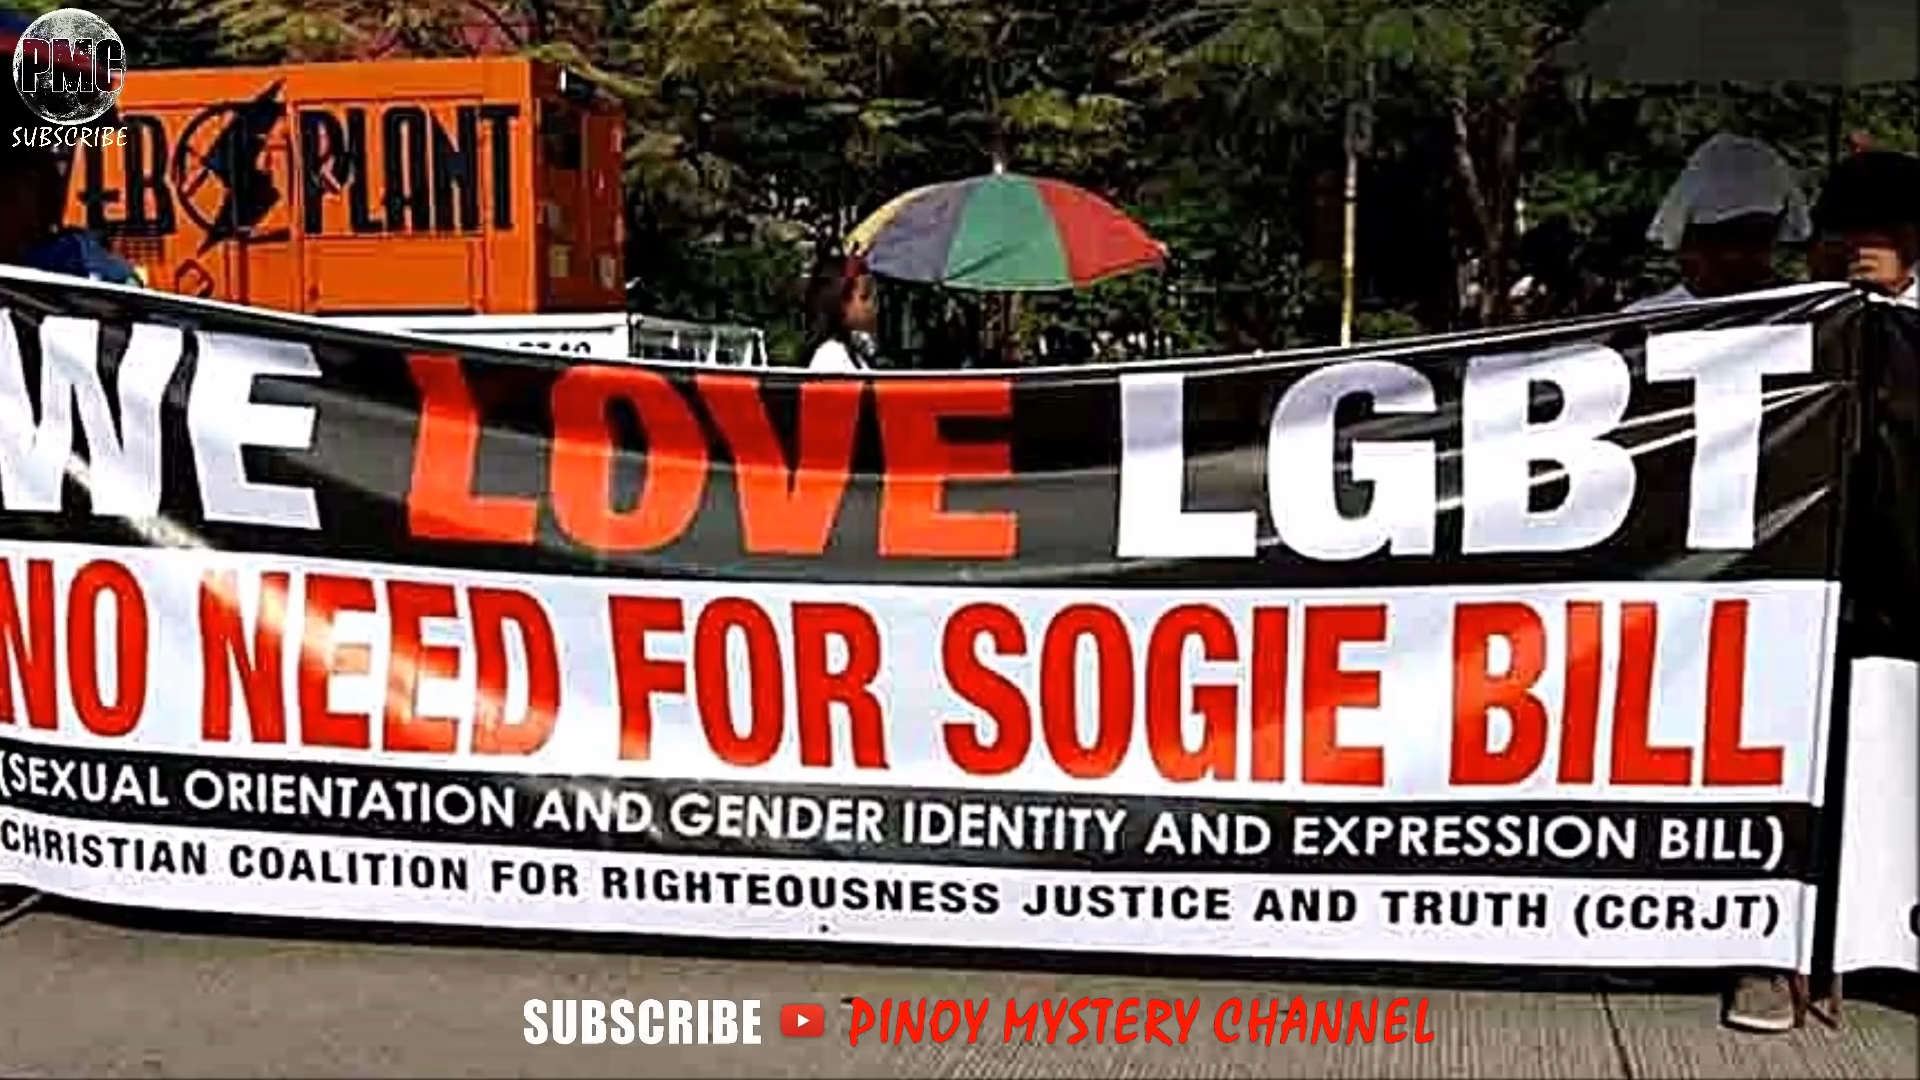 PMC
SUBSCRIBE
PLANT
WE LOVE LGBT
NO NEED FOR SOGIE BILL
(SEXUAL ORIENTATION AND GENDER IDENTITY AND EXPRESSION BILL)
CHRISTIAN COALITION FOR RIGHTEOUSNESS JUSTICE AND TRUTH (CCRJT)
SUBSCRIBE PINOY MYSTERY CHANNEL